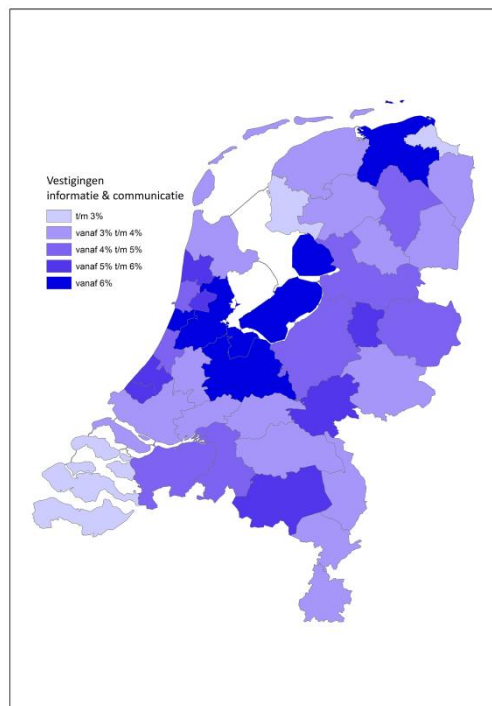 Vestigingen
informatie & communicatie
t/m 3%
vanaf 3% t/m 4%
vanaf 4% t/m 5%
vanaf 5% t/m 6%
vanaf 6%